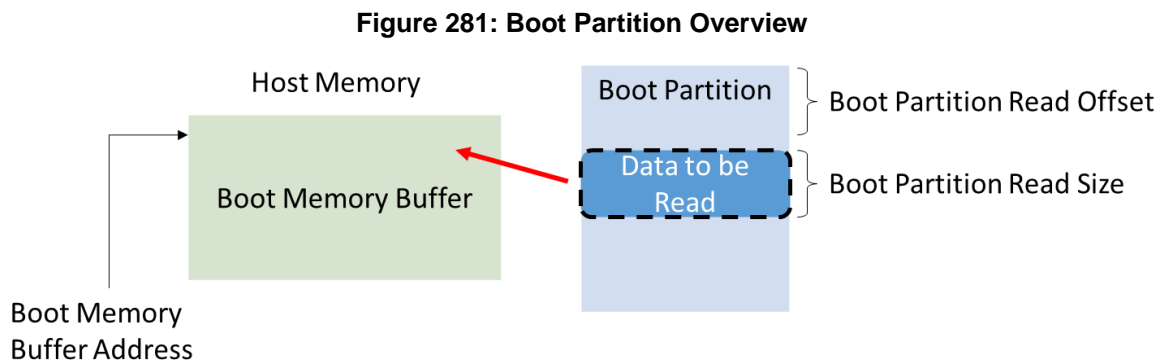 Figure 281: Boot Partition Overview
Host Memory
Boot Partition
Boot Partition Read Offset
Boot Memory Buffer
Data to be
Read
Boot Partition Read Size
Boot Memory
Buffer Address